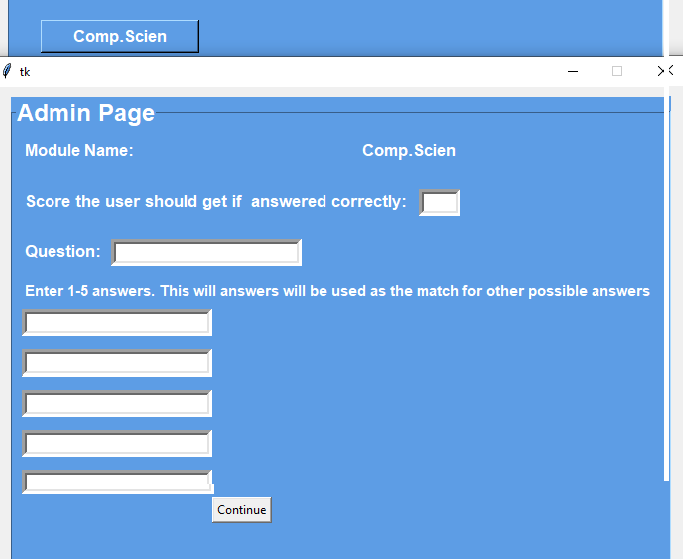 Comp.Scien
tk
Admin Page
Module Name: Comp.Scien
Score the user should get if answered correctly:
Question:
Enter 1-5 answers. This will answers will be used as the match for other possible answers
Continue